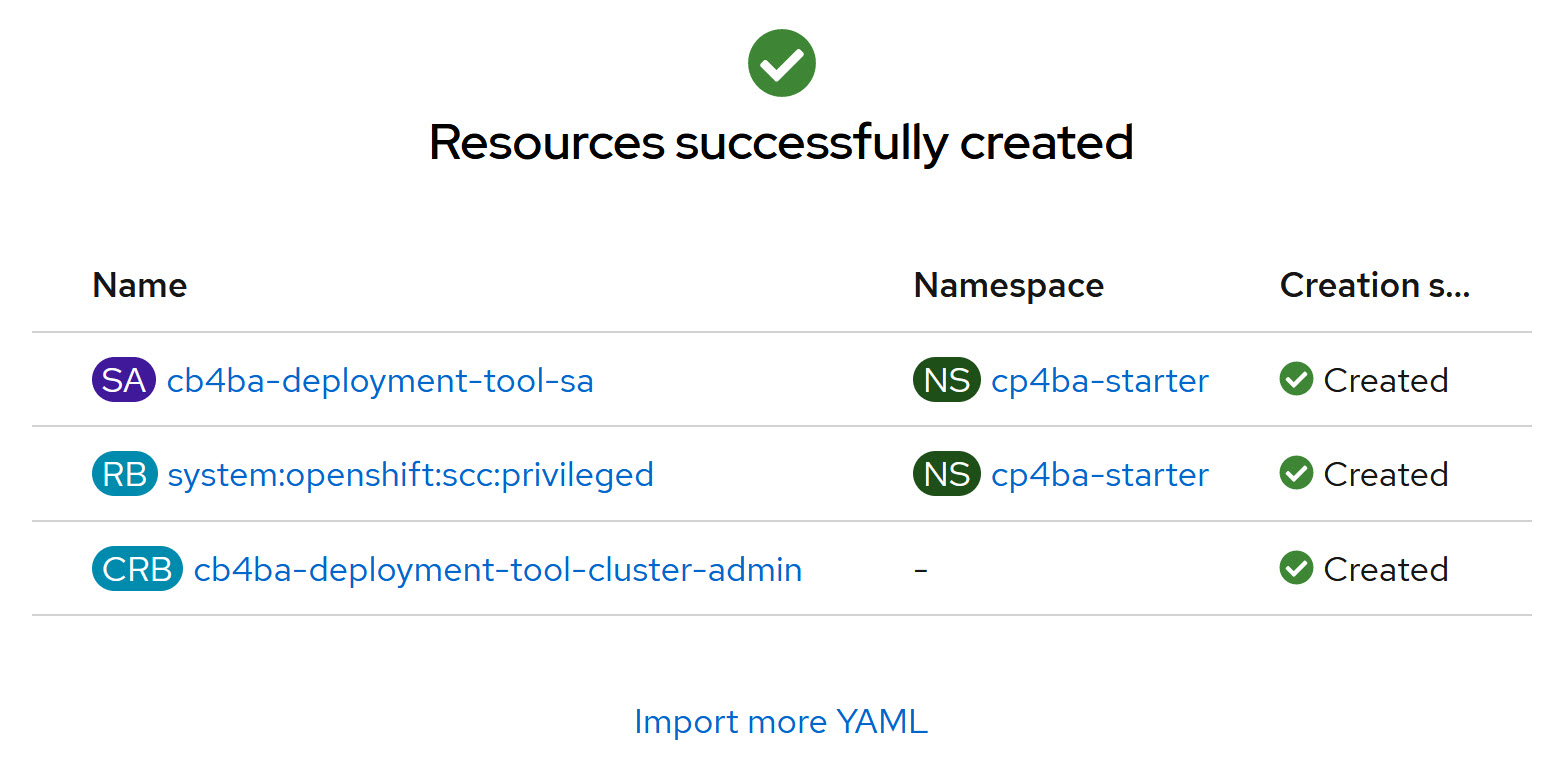 Resources successfully created
Name Namespace Creation s...
SA cb4ba-deployment-tool-sa NS cp4ba-starter Created
RB system:openshift:scc:privileged NS cp4ba-starter Created
CRB cb4ba-deployment-tool-cluster-admin - Created
Import more YAML